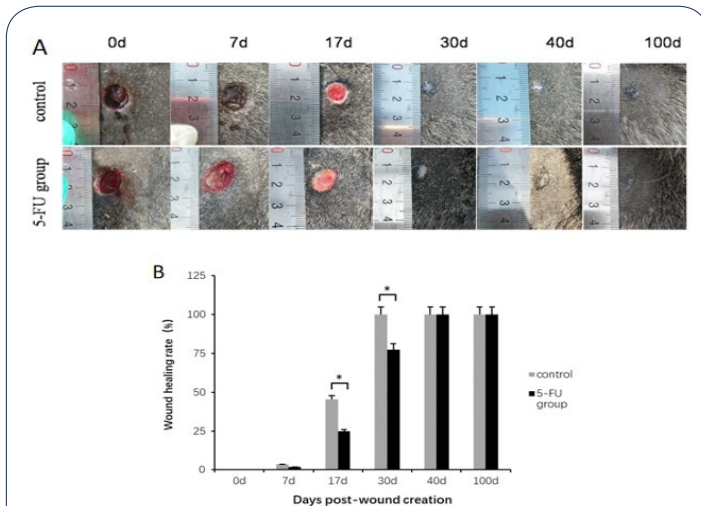 A
0d 7d 17d 30d 40d 100d
control
5-FU group
B
125
100
75
50
25
0
Wound healing rate (%)
*
*
0d 7d 17d 30d 40d 100d
Days post-wound creation
control
5-FU
group